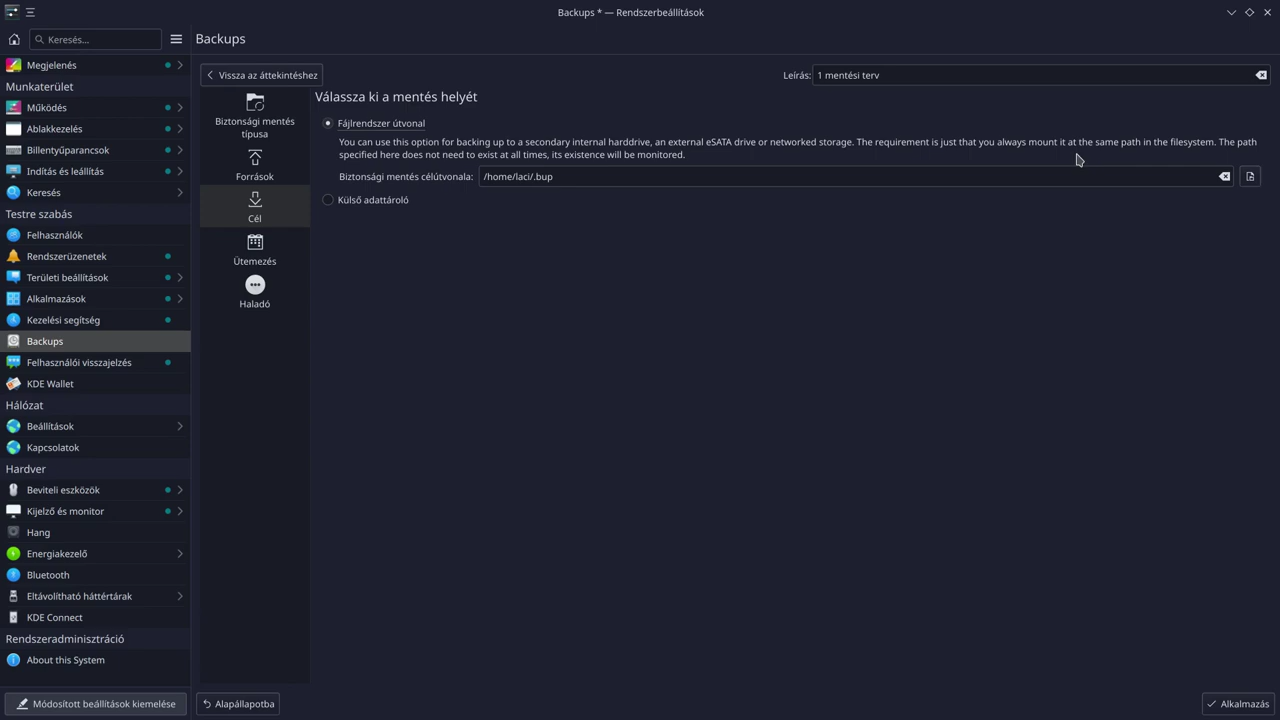 Backups * — Rendszerbeállítások
Keresés...
Backups
Megjelenés
Munkaterület
Működés
Ablakkezelés
Billentyűparancsok
Indítás és leállítás
Keresés
Testre szabás
Felhasználók
Rendszerüzenetek
Területi beállítások
Alkalmazások
Kezelési segítség
Backups
Felhasználói visszajelzés
KDE Wallet
Hálózat
Beállítások
Kapcsolatok
Hardver
Beviteli eszközök
Kijelző és monitor
Hang
Energiakezelő
Bluetooth
Eltávolítható háttértárak
KDE Connect
Rendszeradminisztráció
About this System
Módosított beállítások kiemelése
Vissza az áttekintéshez
Leírás: 1 mentési terv
Biztonsági mentés
típusa
Források
Cél
Ütemezés
Haladó
Válassza ki a mentés helyét
Fájlrendszer útvonal
You can use this option for backing up to a secondary internal harddrive, an external eSATA drive or networked storage. The requirement is just that you always mount it at the same path in the filesystem. The path
specified here does not need to exist at all times, its existence will be monitored.
Biztonsági mentés célútvonala: /home/laci/.bup
Külső adattároló
Alapállapotba
Alkalmazás